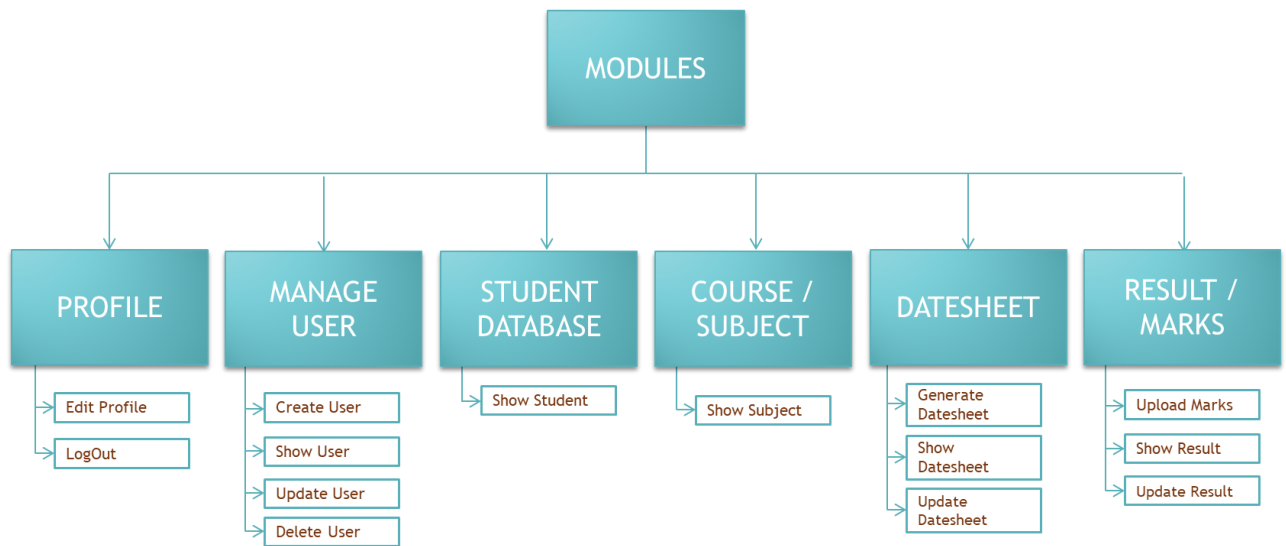 MODULES
PROFILE
MANAGE
USER
STUDENT
DATABASE
COURSE /
SUBJECT
DATESHEET
RESULT /
MARKS
Edit Profile
LogOut
Create User
Show User
Update User
Delete User
Show Student
Show Subject
Generate
Datesheet
Show
Datesheet
Update
Datesheet
Upload Marks
Show Result
Update Result